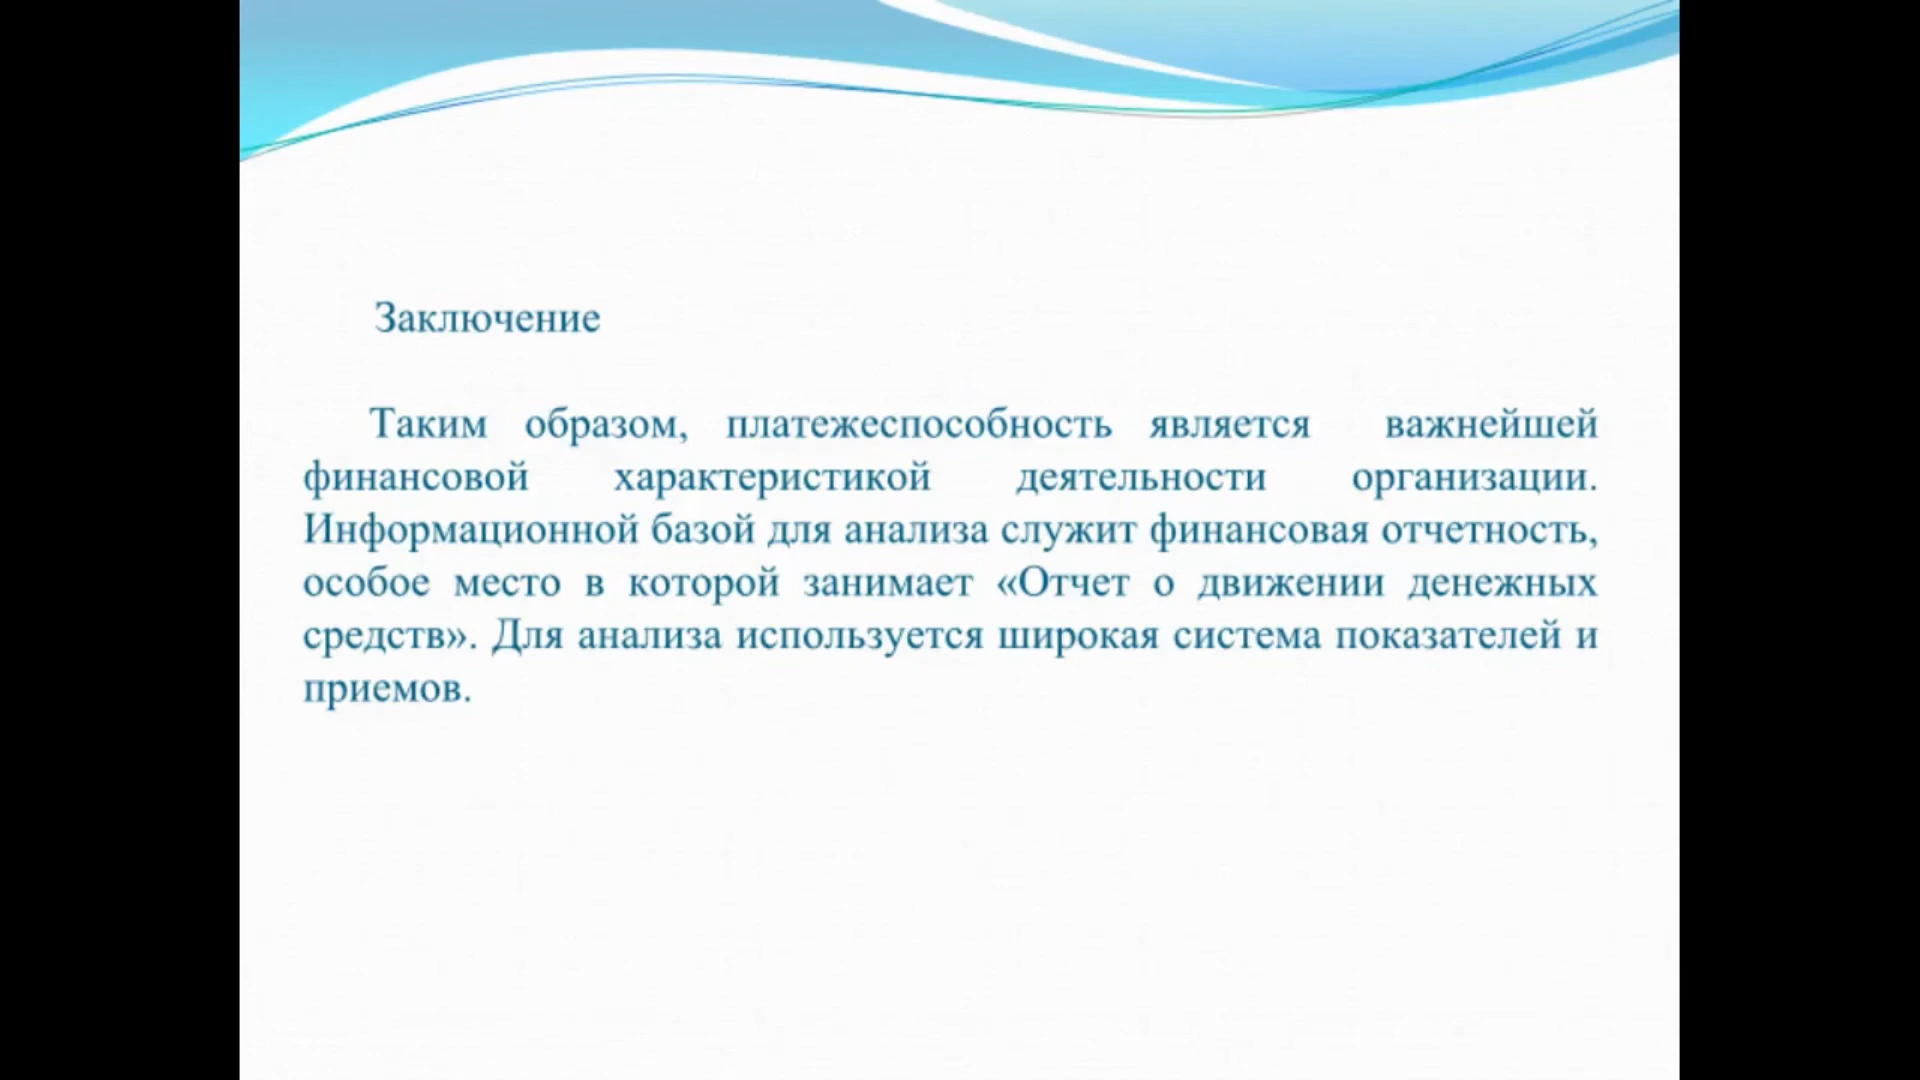 Заключение
Таким образом, платежеспособность является важнейшей
финансовой характеристикой деятельности организации.
Информационной базой для анализа служит финансовая отчетность,
особое место в которой занимает «Отчет о движении денежных
средств». Для анализа используется широкая система показателей и
приемов.